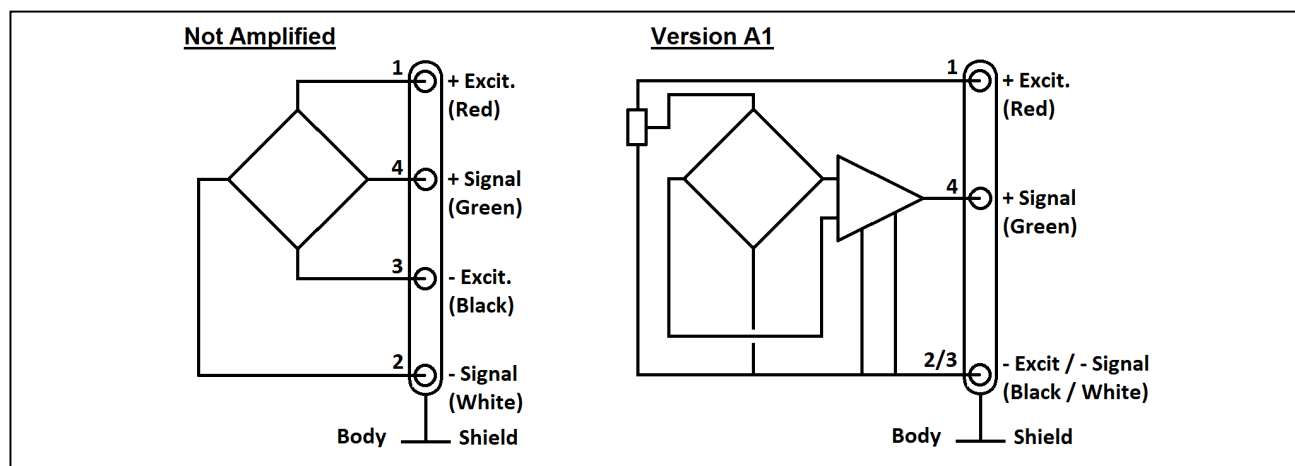 Not Amplified
1
+ Excit.
(Red)
4
+ Signal
(Green)
3
- Excit.
(Black)
2
- Signal
(White)
Body
Shield
Version A1
1
+ Excit.
(Red)
4
+ Signal
(Green)
2/3
- Excit / - Signal
(Black / White)
Body
Shield